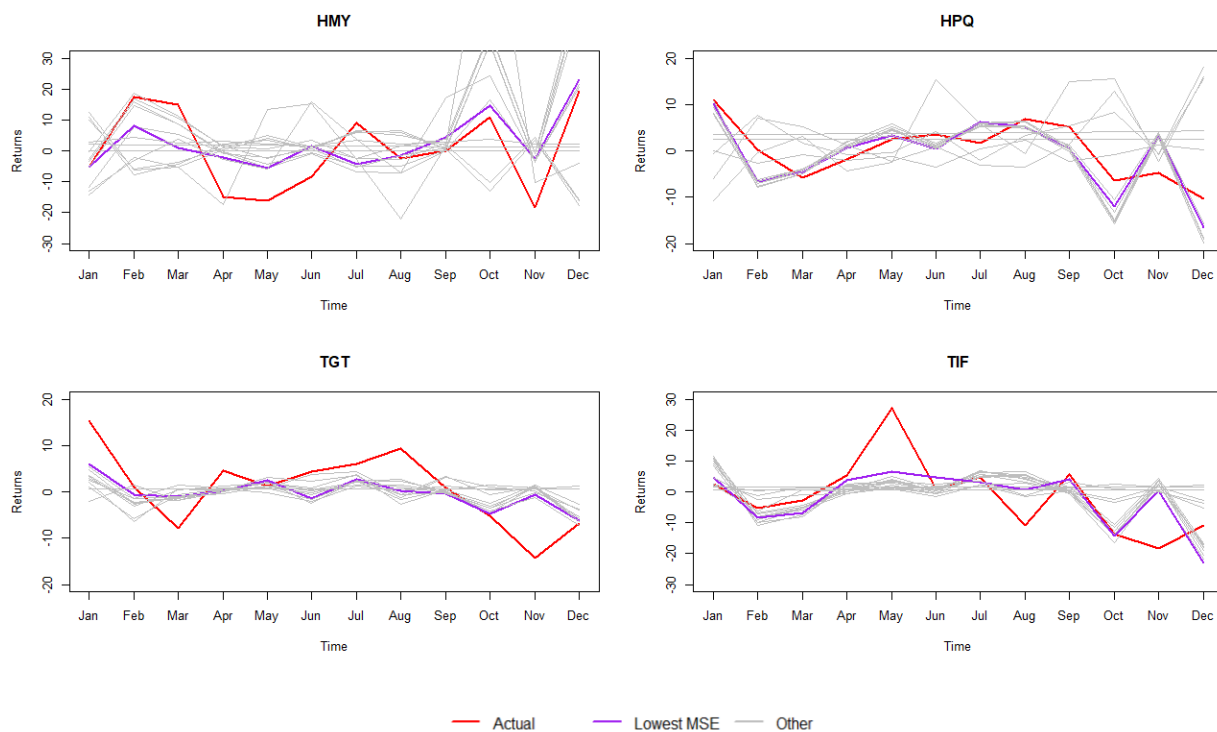 HMY
Returns
30
20
10
0
-10
-20
-30
Jan Feb Mar Apr May Jun Jul Aug Sep Oct Nov Dec
Time
HPQ
Returns
20
10
0
-10
-20
Jan Feb Mar Apr May Jun Jul Aug Sep Oct Nov Dec
Time
TGT
Returns
20
10
0
-10
-20
Jan Feb Mar Apr May Jun Jul Aug Sep Oct Nov Dec
Time
TIF
Returns
30
20
10
0
-10
-20
-30
Jan Feb Mar Apr May Jun Jul Aug Sep Oct Nov Dec
Time
Actual Lowest MSE Other